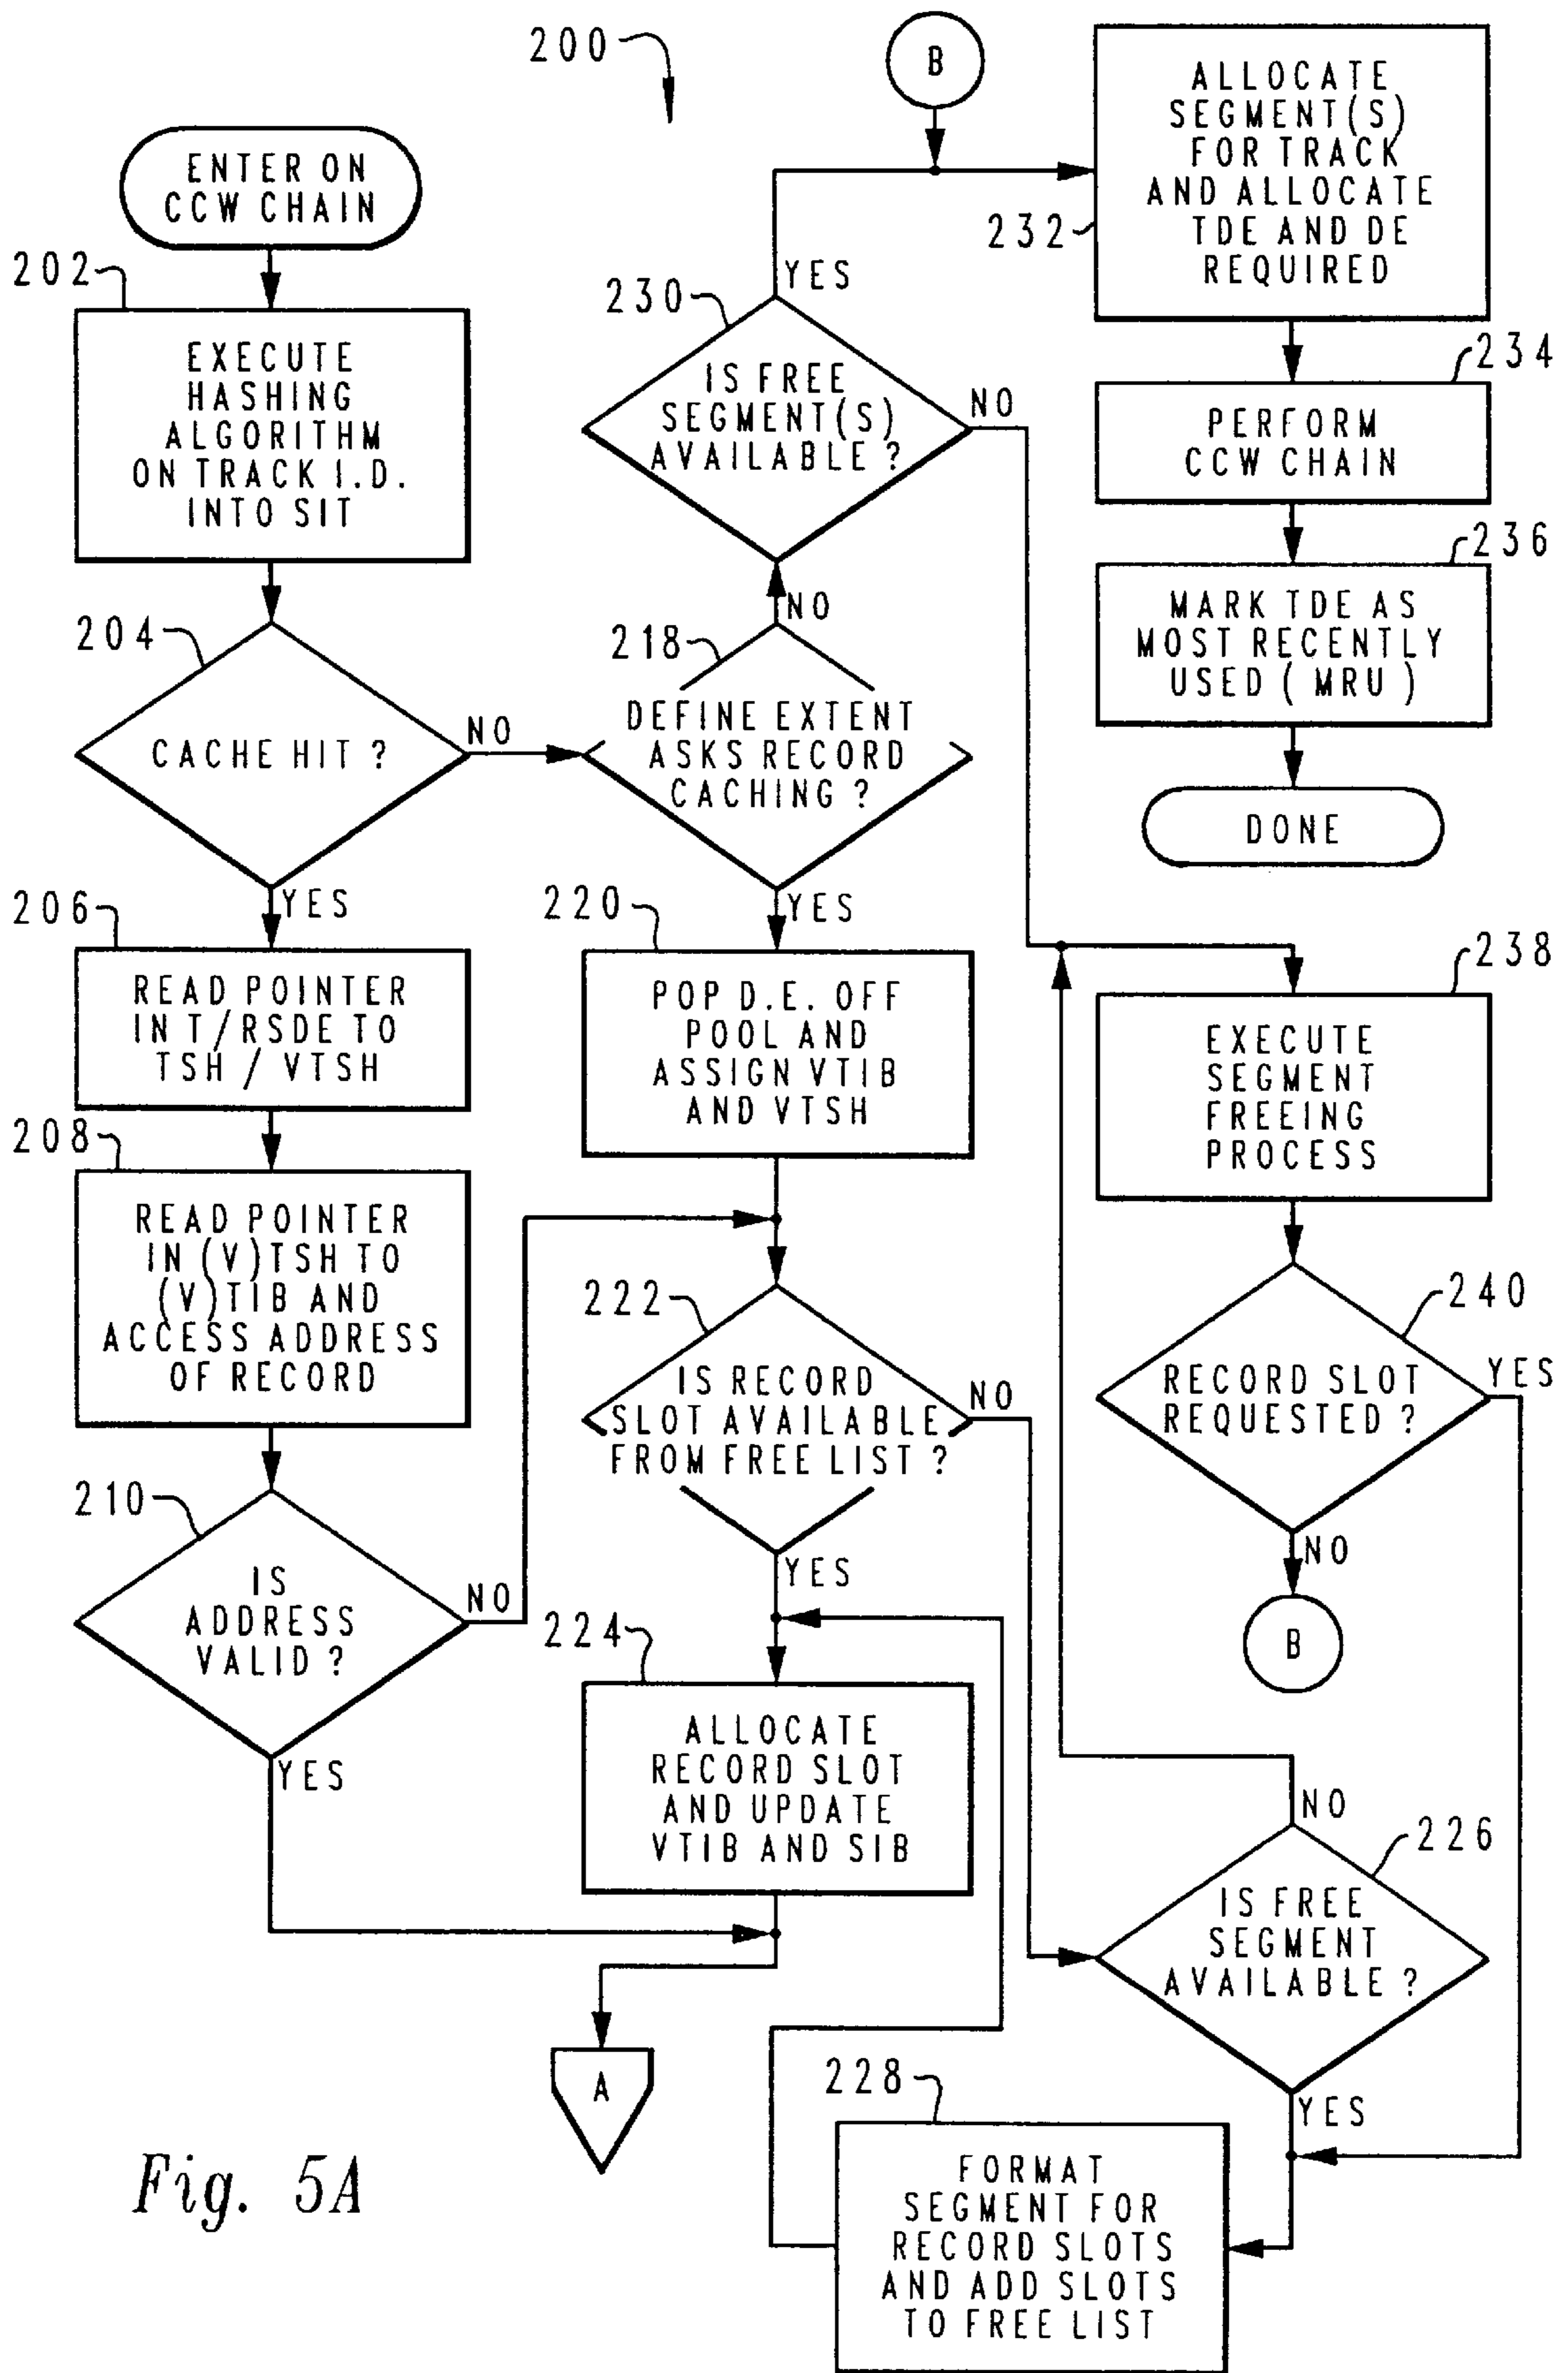 200
B
ENTER ON
CCW CHAIN
202
EXECUTE
HASHING
ALGORITHM
ON TRACK I.D.
INTO SIT
204
CACHE HIT ?
NO
YES
206
READ POINTER
IN T/RSDE TO
TSH / VTSH
208
READ POINTER
IN (V)TSH TO
(V)TIB AND
ACCESS ADDRESS
OF RECORD
210
IS
ADDRESS
VALID ?
NO
YES
230
IS FREE
SEGMENT(S)
AVAILABLE ?
YES
NO
218
NO
DEFINE EXTENT
ASKS RECORD
CACHING ?
YES
220
POP D.E. OFF
POOL AND
ASSIGN VTIB
AND VTSH
222
IS RECORD
SLOT AVAILABLE
FROM FREE LIST ?
NO
YES
224
ALLOCATE
RECORD SLOT
AND UPDATE
VTIB AND SIB
A
232
ALLOCATE
SEGMENT(S)
FOR TRACK
AND ALLOCATE
TDE AND DE
REQUIRED
234
PERFORM
CCW CHAIN
236
MARK TDE AS
MOST RECENTLY
USED ( MRU )
DONE
238
EXECUTE
SEGMENT
FREEING
PROCESS
240
RECORD SLOT
REQUESTED ?
YES
NO
B
NO
226
IS FREE
SEGMENT
AVAILABLE ?
YES
228
FORMAT
SEGMENT FOR
RECORD SLOTS
AND ADD SLOTS
TO FREE LIST
Fig. 5A